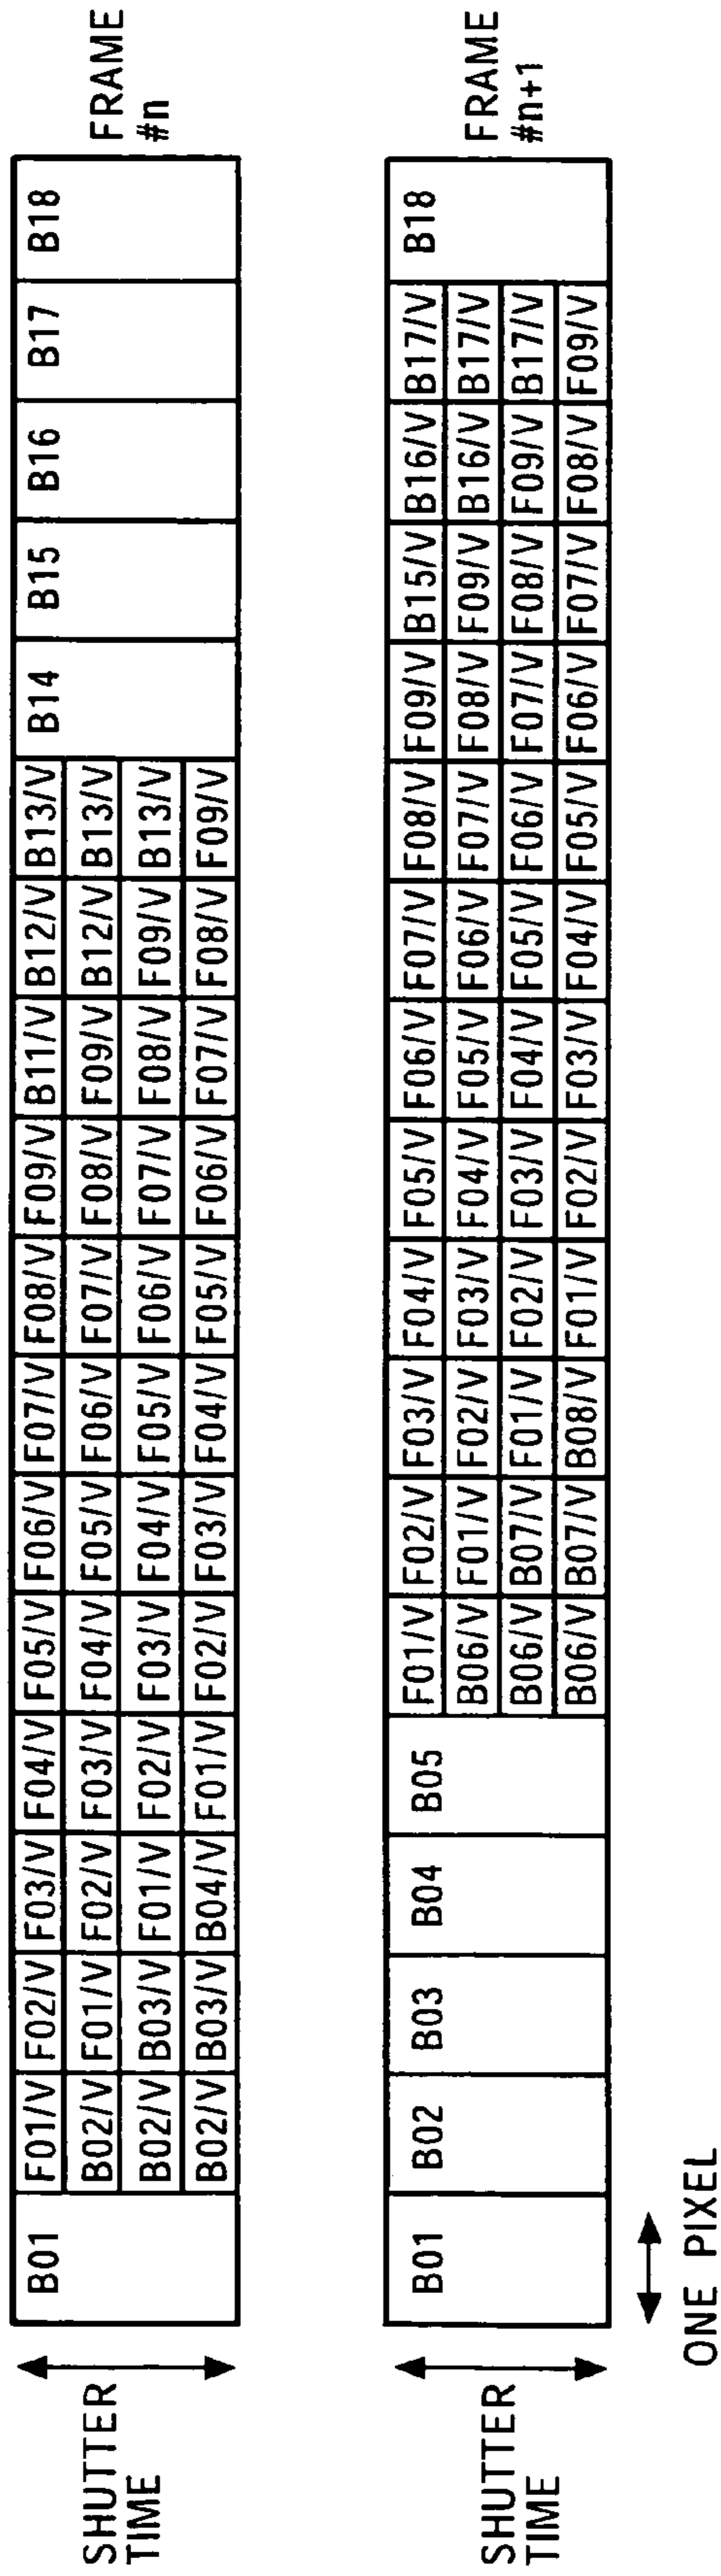 SHUTTER
TIME
B01 F01/V F02/V F03/V F04/V F05/V F06/V F07/V F08/V F09/V B11/V B12/V B13/V B14 B15 B16 B17 B18
B02/V F01/V F02/V F03/V F04/V F05/V F06/V F07/V F08/V F09/V B12/V B13/V
B02/V B03/V F01/V F02/V F03/V F04/V F05/V F06/V F07/V F08/V F09/V B13/V
B02/V B03/V B04/V F01/V F02/V F03/V F04/V F05/V F06/V F07/V F08/V F09/V
FRAME
#n
SHUTTER
TIME
B01 B02 B03 B04 B05 F01/V F02/V F03/V F04/V F05/V F06/V F07/V F08/V F09/V B15/V B16/V B17/V B18
B06/V F01/V F02/V F03/V F04/V F05/V F06/V F07/V F08/V F09/V B16/V B17/V
B06/V B07/V F01/V F02/V F03/V F04/V F05/V F06/V F07/V F08/V F09/V B17/V
B06/V B07/V B08/V F01/V F02/V F03/V F04/V F05/V F06/V F07/V F08/V F09/V
FRAME
#n+1
ONE PIXEL